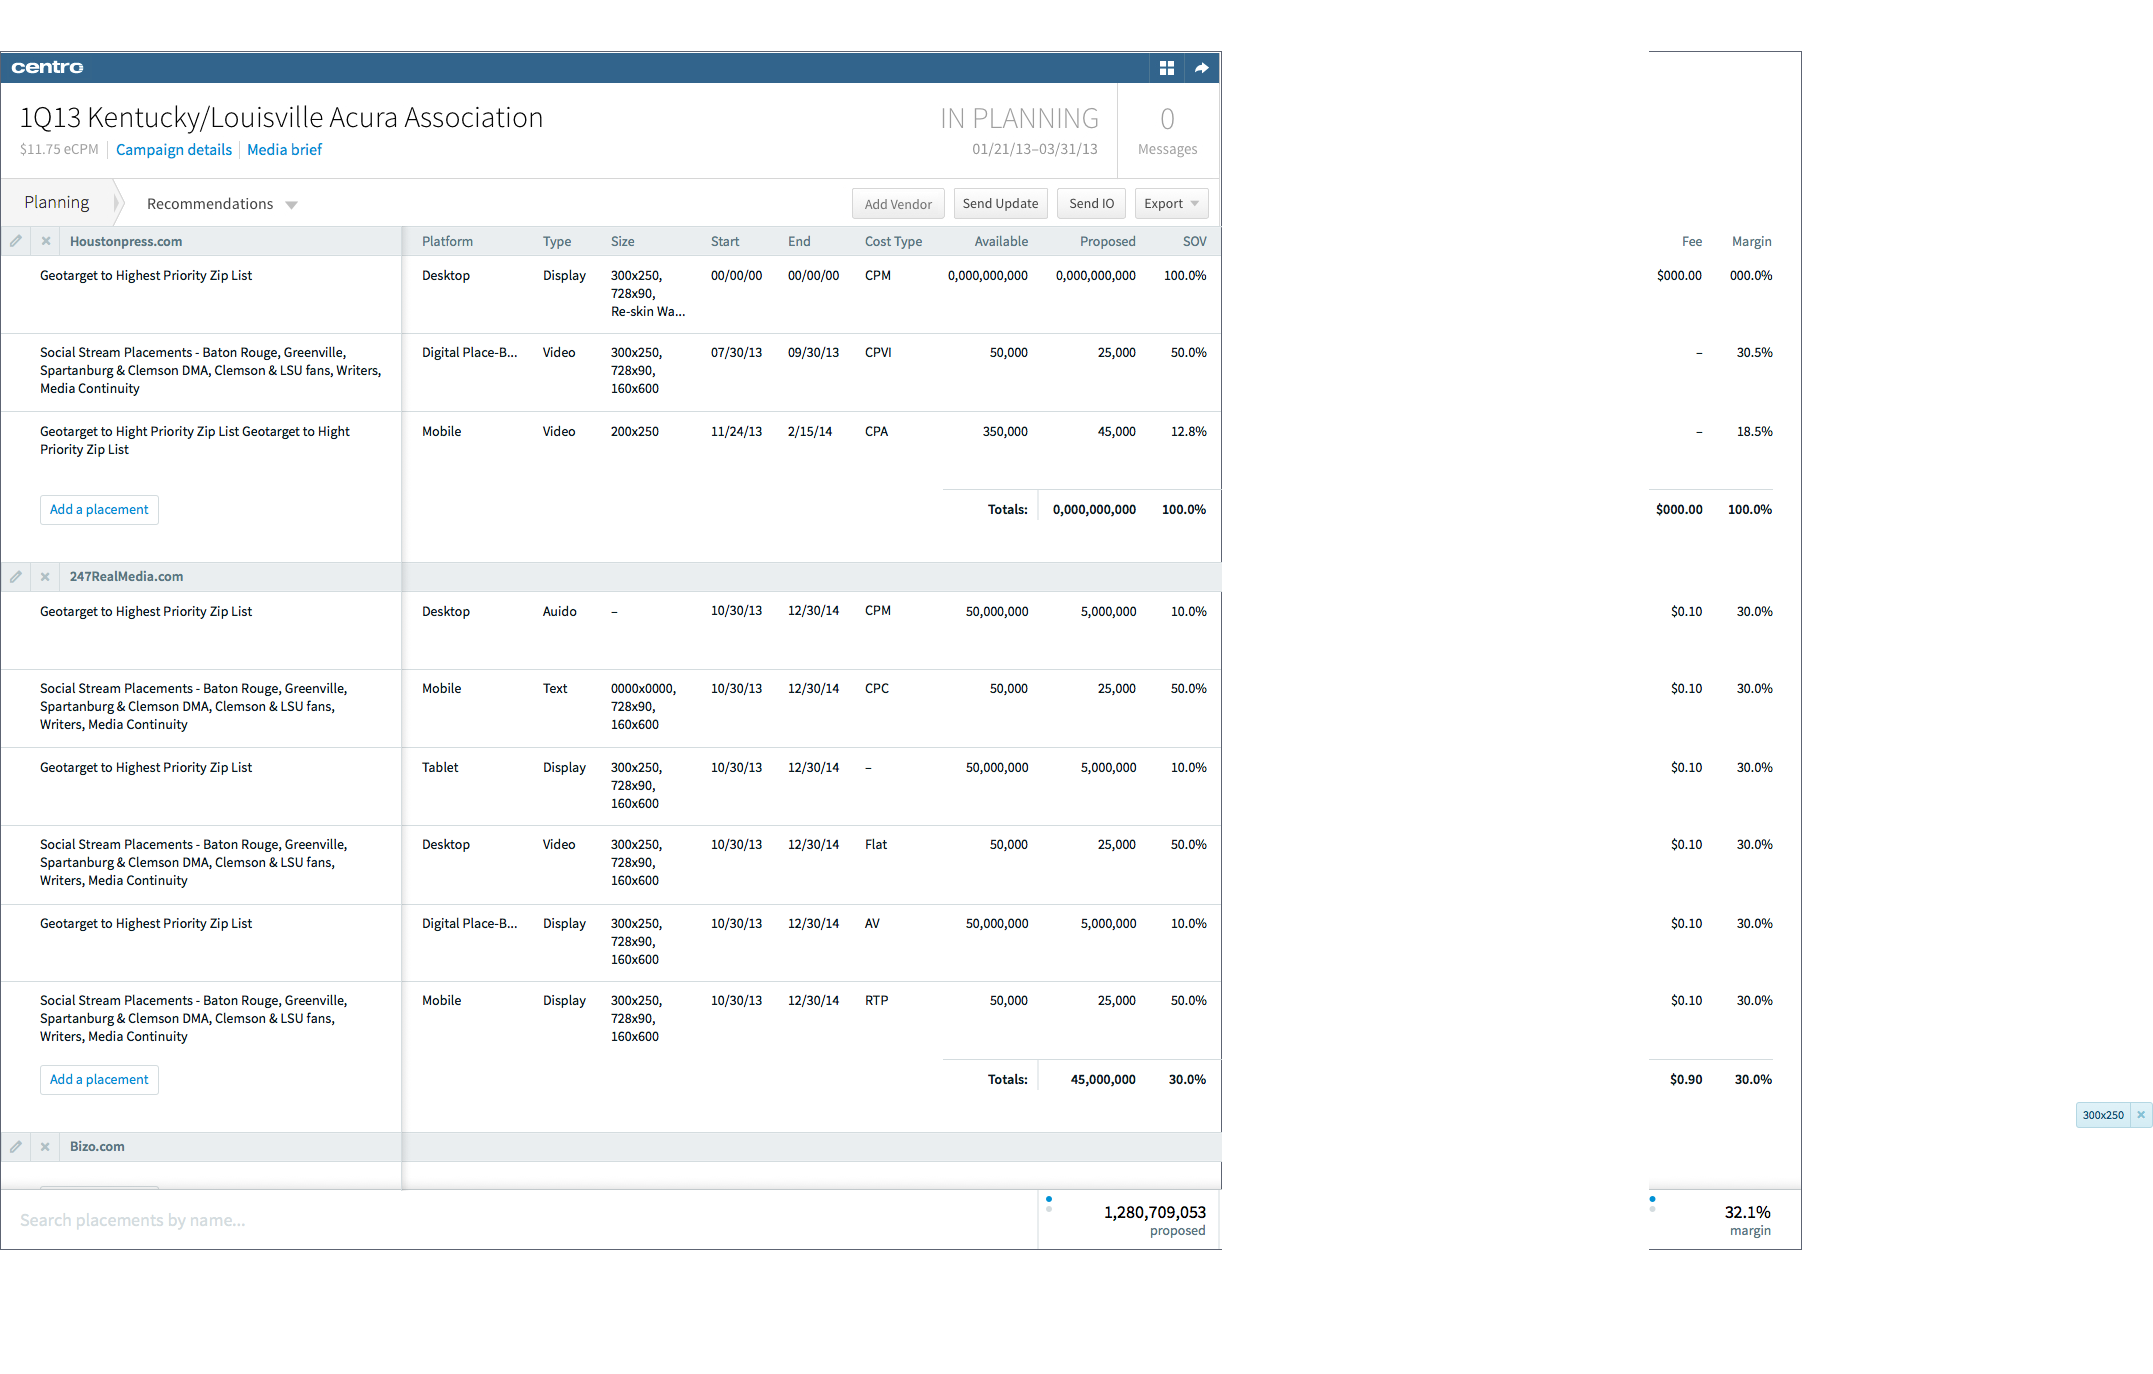 centro
1Q13 Kentucky/Louisville Acura Association
IN PLANNING
0
$11.75 eCPM Campaign details Media brief
01/21/13–03/31/13
Messages
Planning Recommendations Add Vendor Send Update Send IO Export
Houstonpress.com Platform Type Size Start End Cost Type Available Proposed SOV Fee Margin
Geotarget to Highest Priority Zip List Desktop Display 300x250, 00/00/00 00/00/00 CPM 0,000,000,000 0,000,000,000 100.0% $000.00 000.0%
728x90,
Re-skin Wa...
Social Stream Placements - Baton Rouge, Greenville, Digital Place-B... Video 300x250, 07/30/13 09/30/13 CPVI 50,000 25,000 50.0% – 30.5%
Spartanburg & Clemson DMA, Clemson & LSU fans, Writers, 728x90,
Media Continuity 160x600
Geotarget to Hight Priority Zip List Geotarget to Hight Mobile Video 200x250 11/24/13 2/15/14 CPA 350,000 45,000 12.8% – 18.5%
Priority Zip List
Add a placement Totals: 0,000,000,000 100.0% $000.00 100.0%
247RealMedia.com
Geotarget to Highest Priority Zip List Desktop Auido – 10/30/13 12/30/14 CPM 50,000,000 5,000,000 10.0% $0.10 30.0%
Social Stream Placements - Baton Rouge, Greenville, Mobile Text 0000x0000, 10/30/13 12/30/14 CPC 50,000 25,000 50.0% $0.10 30.0%
Spartanburg & Clemson DMA, Clemson & LSU fans, 728x90,
Writers, Media Continuity 160x600
Geotarget to Highest Priority Zip List Tablet Display 300x250, 10/30/13 12/30/14 – 50,000,000 5,000,000 10.0% $0.10 30.0%
728x90,
160x600
Social Stream Placements - Baton Rouge, Greenville, Desktop Video 300x250, 10/30/13 12/30/14 Flat 50,000 25,000 50.0% $0.10 30.0%
Spartanburg & Clemson DMA, Clemson & LSU fans, 728x90,
Writers, Media Continuity 160x600
Geotarget to Highest Priority Zip List Digital Place-B... Display 300x250, 10/30/13 12/30/14 AV 50,000,000 5,000,000 10.0% $0.10 30.0%
728x90,
160x600
Social Stream Placements - Baton Rouge, Greenville, Mobile Display 300x250, 10/30/13 12/30/14 RTP 50,000 25,000 50.0% $0.10 30.0%
Spartanburg & Clemson DMA, Clemson & LSU fans, 728x90,
Writers, Media Continuity 160x600
Add a placement Totals: 45,000,000 30.0% $0.90 30.0%
300x250
Bizo.com
Search placements by name... 1,280,709,053 32.1%
proposed margin